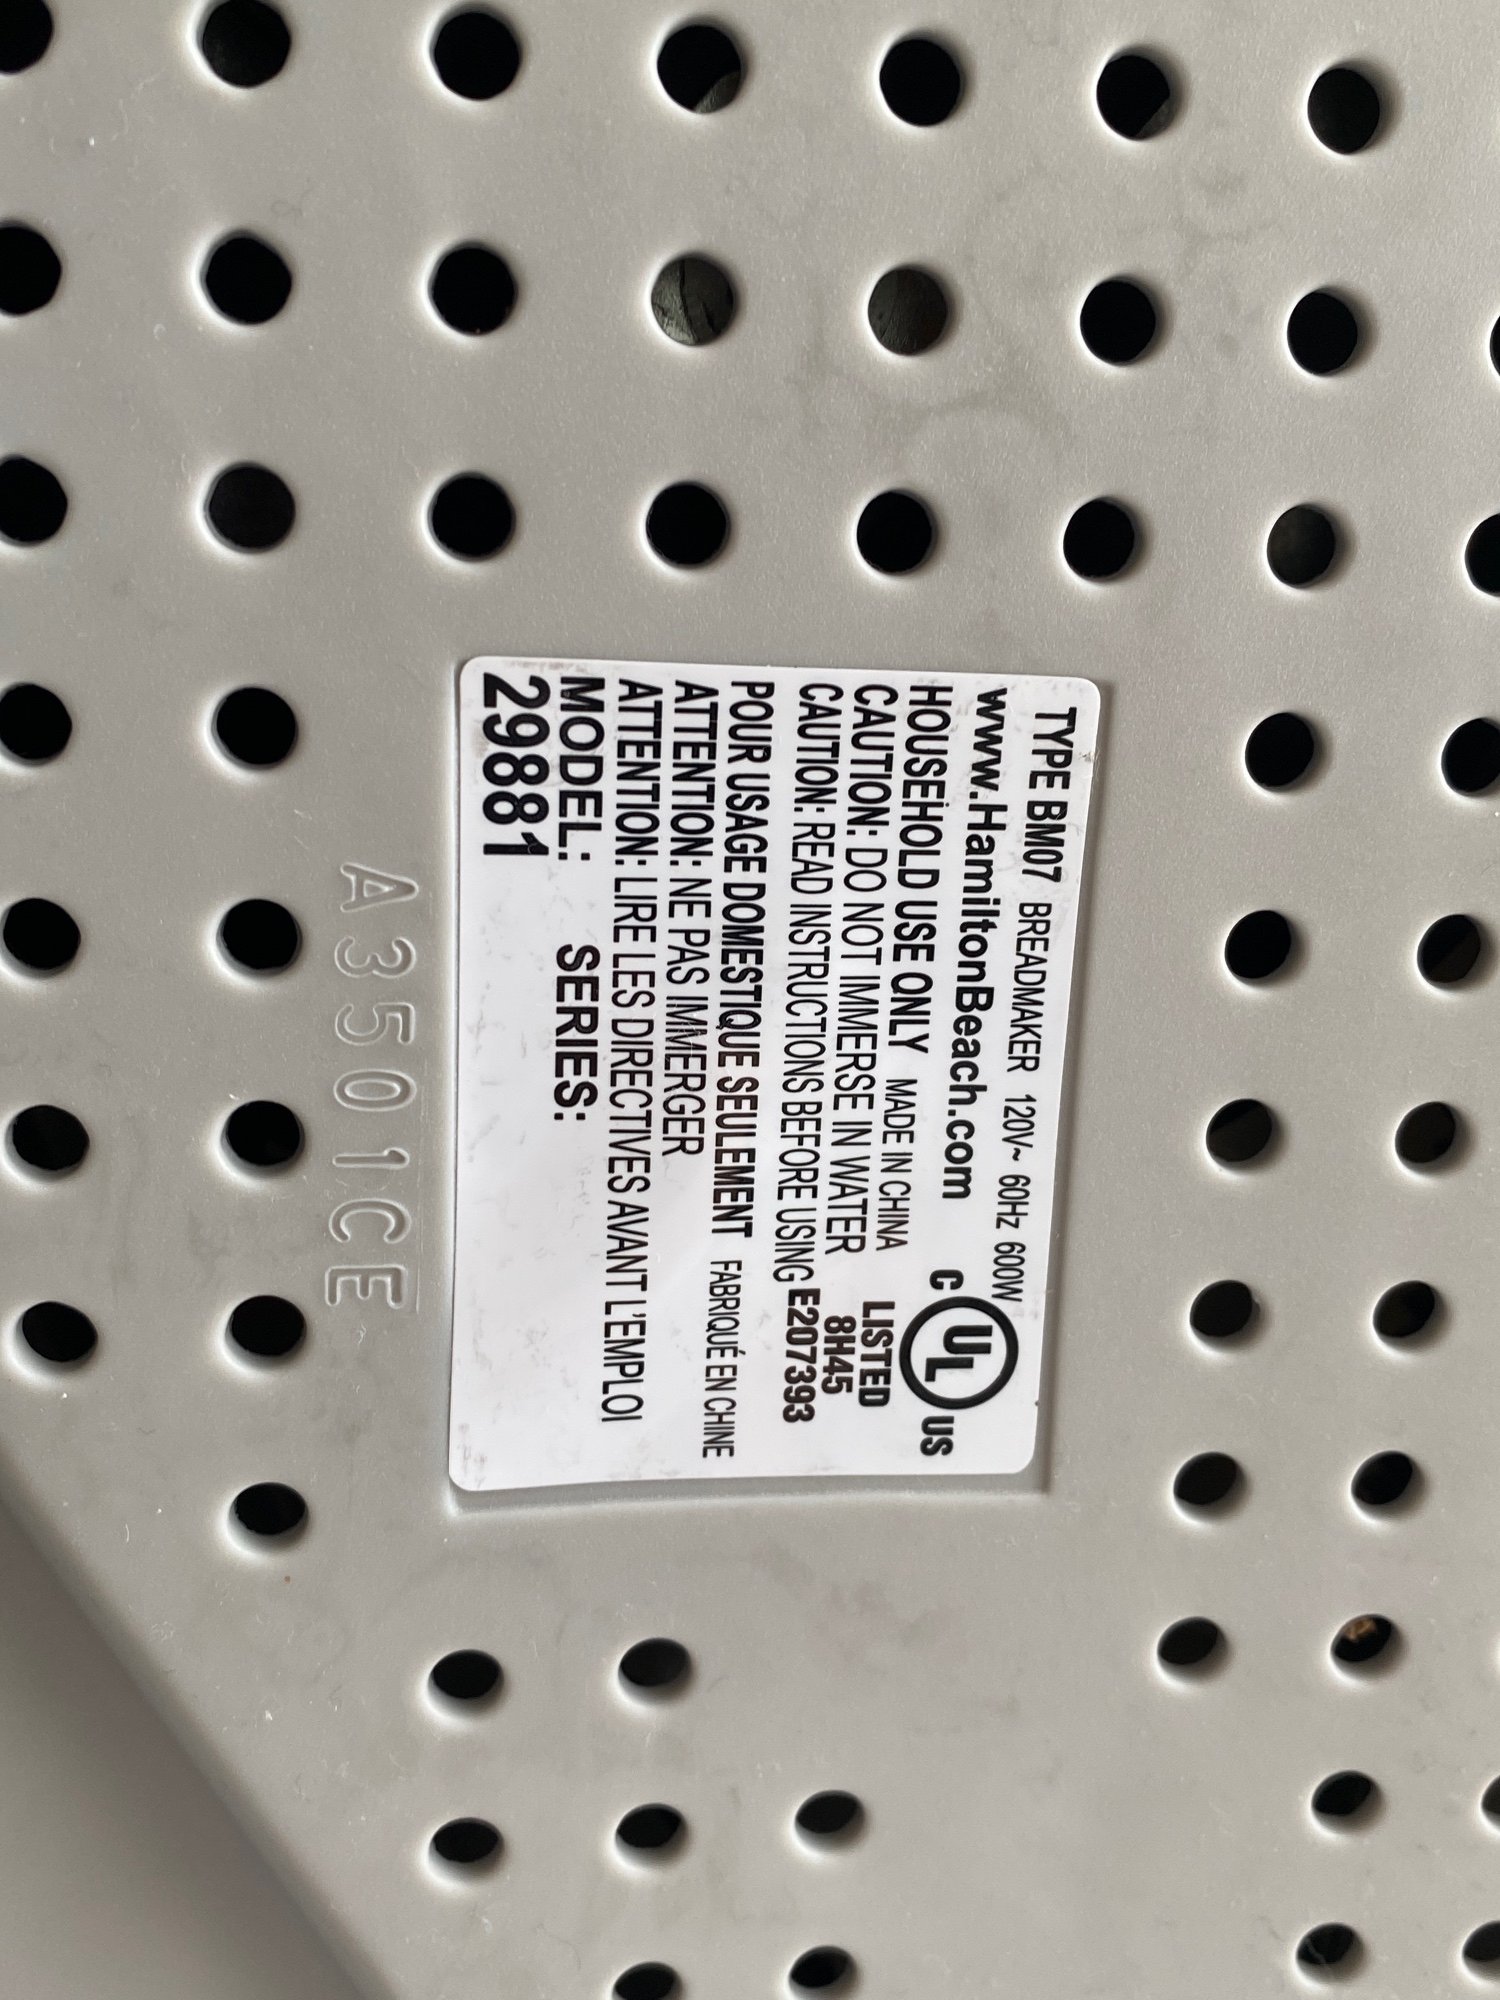 TYPE BM07 BREADMAKER 120V~ 60Hz 600W
www.HamiltonBeach.com
HOUSEHOLD USE ONLY MADE IN CHINA
CAUTION: DO NOT IMMERSE IN WATER
CAUTION: READ INSTRUCTIONS BEFORE USING
C UL US
LISTED
8H45
E207393
POUR USAGE DOMESTIQUE SEULEMENT FABRIQUÉ EN CHINE
ATTENTION: NE PAS IMMERGER
ATTENTION: LIRE LES DIRECTIVES AVANT L'EMPLOI
MODEL: SERIES:
29881
A3501CE